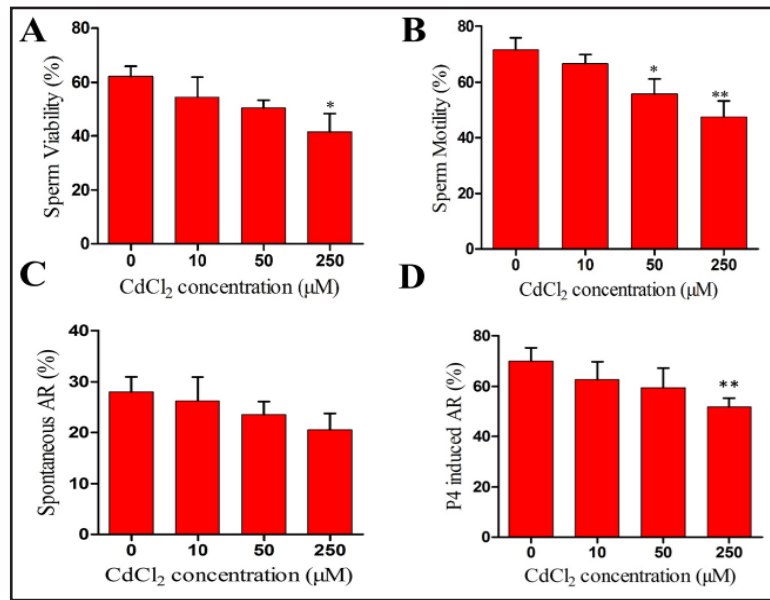 A
80
60
40
20
0
Sperm Viability (%)
*
0 10 50 250
CdCl₂ concentration (μM)
B
80
60
40
20
0
Sperm Motility (%)
*
**
0 10 50 250
CdCl₂ concentration (μM)
C
40
30
20
10
0
Spontaneous AR (%)
0 10 50 250
CdCl₂ concentration (μM)
D
80
60
40
20
0
P4 induced AR (%)
**
0 10 50 250
CdCl₂ concentration (μM)